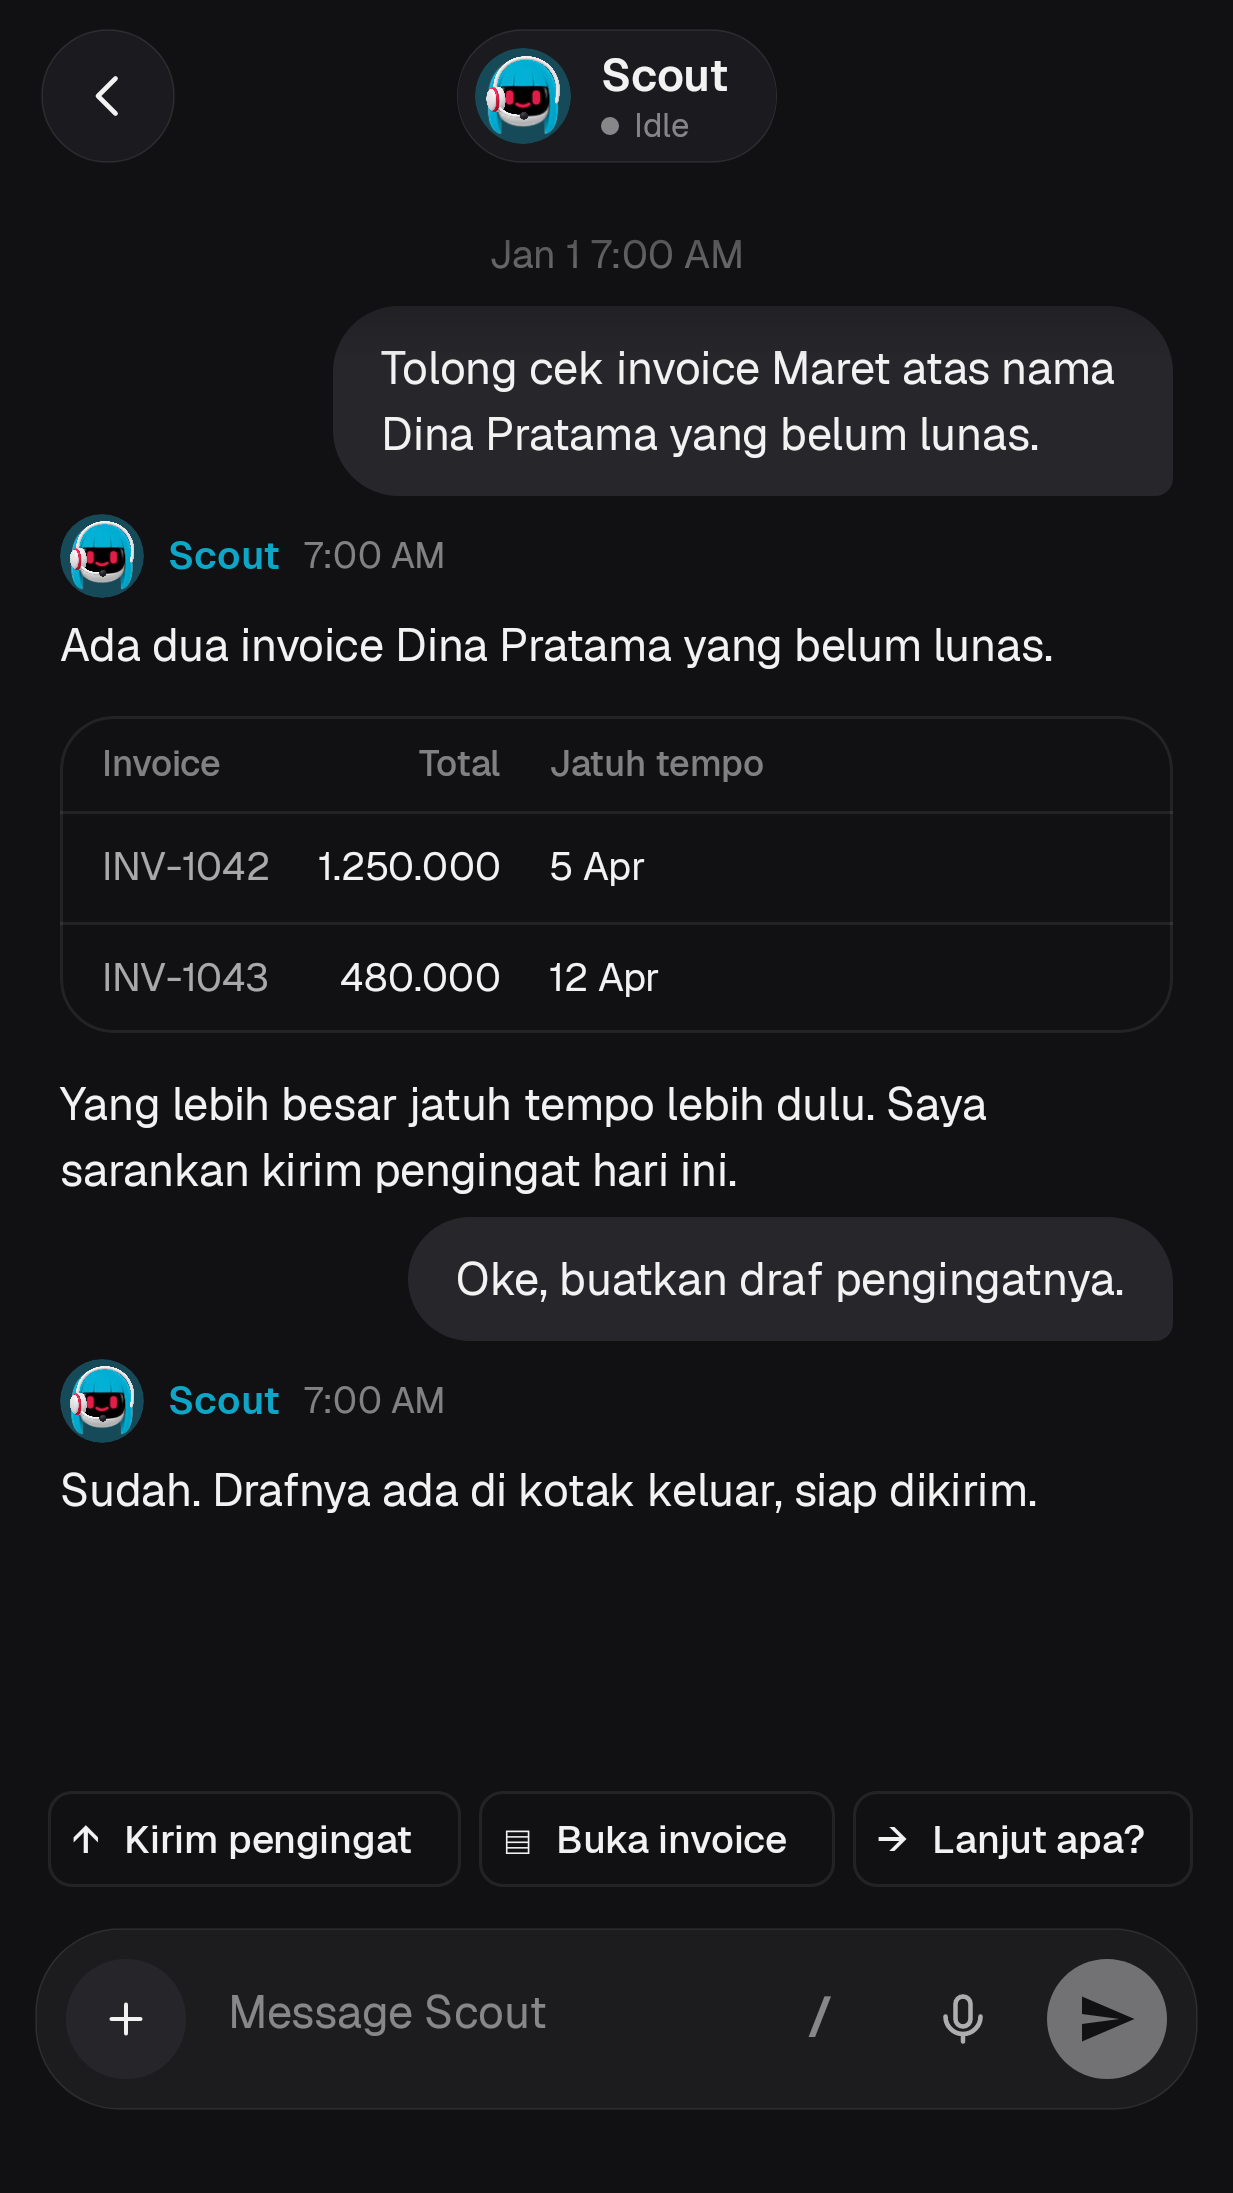 Scout
Idle
Jan 1 7:00 AM
Tolong cek invoice Maret atas nama
Dina Pratama yang belum lunas.
Scout 7:00 AM
Ada dua invoice Dina Pratama yang belum lunas.
Invoice Total Jatuh tempo
INV-1042 1.250.000 5 Apr
INV-1043 480.000 12 Apr
Yang lebih besar jatuh tempo lebih dulu. Saya
sarankan kirim pengingat hari ini.
Oke, buatkan draf pengingatnya.
Scout 7:00 AM
Sudah. Drafnya ada di kotak keluar, siap dikirim.
↑ Kirim pengingat ▤ Buka invoice → Lanjut apa?
Message Scout /